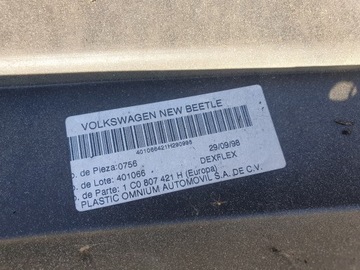 VOLKSWAGEN NEW BEETLE
401066421H290998
o. de Pieza:0756 29/09/98
o. de Lote: 401066 DEXFLEX
o. de Parte: 1 C0 807 421 H (Europa)
PLASTIC OMNIUM AUTOMOVIL S.A. DE C.V.